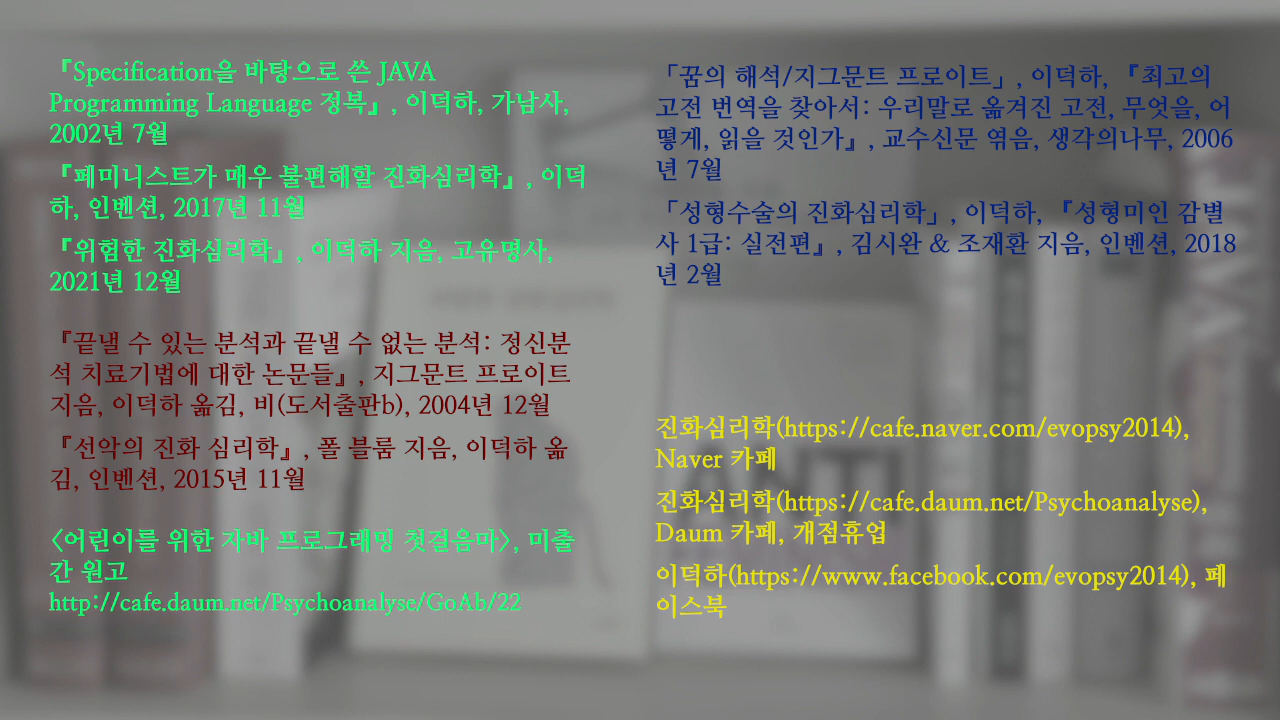 『Specification을 바탕으로 쓴 JAVA
Programming Language 정복』, 이덕하, 가남사,
2002년 7월
『페미니스트가 매우 불편해할 진화심리학』, 이덕
하, 인벤션, 2017년 11월
『위험한 진화심리학』, 이덕하 지음, 고유명사,
2021년 12월
『끝낼 수 있는 분석과 끝낼 수 없는 분석: 정신분
석 치료기법에 대한 논문들』, 지그문트 프로이트
지음, 이덕하 옮김, 비(도서출판b), 2004년 12월
『선악의 진화 심리학』, 폴 블룸 지음, 이덕하 옮
김, 인벤션, 2015년 11월
<어린이를 위한 자바 프로그래밍 첫걸음마>, 미출
간 원고
http://cafe.daum.net/Psychoanalyse/GoAb/22
「꿈의 해석/지그문트 프로이트」, 이덕하, 『최고의
고전 번역을 찾아서: 우리말로 옮겨진 고전, 무엇을, 어
떻게, 읽을 것인가』, 교수신문 엮음, 생각의나무, 2006
년 7월
「성형수술의 진화심리학」, 이덕하, 『성형미인 감별
사 1급: 실전편』, 김시완 & 조재환 지음, 인벤션, 2018
년 2월
진화심리학(https://cafe.naver.com/evopsy2014),
Naver 카페
진화심리학(https://cafe.daum.net/Psychoanalyse),
Daum 카페, 개점휴업
이덕하(https://www.facebook.com/evopsy2014), 페
이스북